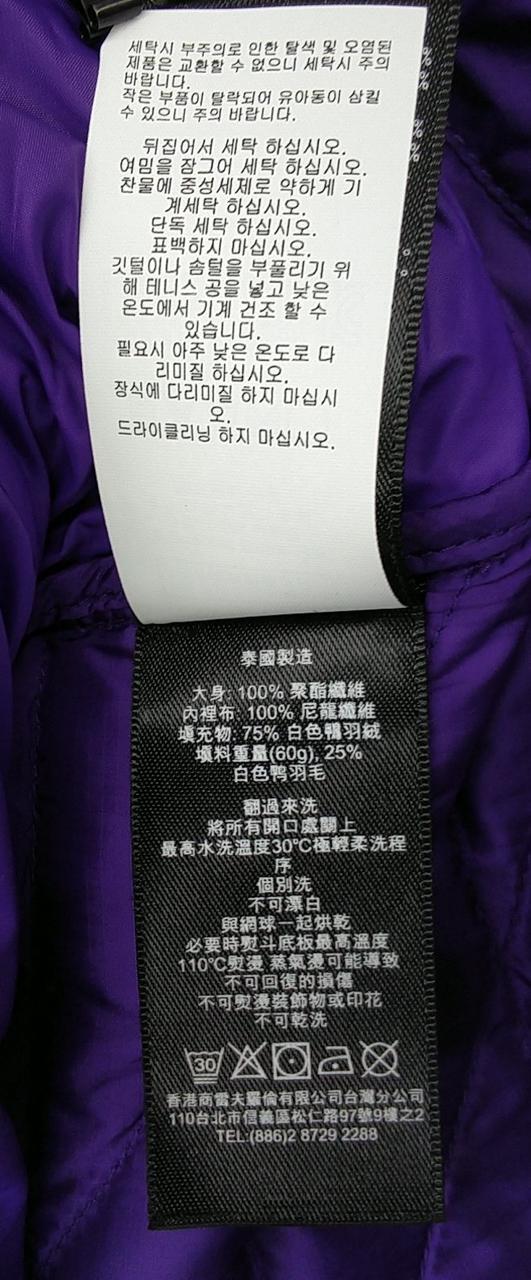 세탁시 부주의로 인한 탈색 및 오염된
제품은 교환할 수 없으니 세탁시 주의
바랍니다.
작은 부품이 탈락되어 유아동이 삼킬
수 있으니 주의 바랍니다.
뒤집어서 세탁 하십시오.
여밈을 잠그어 세탁 하십시오.
찬물에 중성세제로 약하게 기
계세탁 하십시오.
단독 세탁 하십시오.
표백하지 마십시오.
깃털이나 솜털을 부풀리기 위
해 테니스 공을 넣고 낮은
온도에서 기계 건조 할 수
있습니다.
필요시 아주 낮은 온도로 다
리미질 하십시오.
장식에 다리미질 하지 마십시
오.
드라이클리닝 하지 마십시오.
%
%
%
%
泰國製造
大身: 100% 聚酯纖維
內裡布: 100% 尼龍纖維
填充物: 75% 白色鴨羽絨
填料重量(60g), 25%
白色鴨羽毛
翻過來洗
將所有開口處關上
最高水洗溫度30℃極輕柔洗程
序
個別洗
不可漂白
與網球一起烘乾
必要時熨斗底板最高溫度
110℃熨燙 蒸氣燙可能導致
不可回復的損傷
不可熨燙裝飾物或印花
不可乾洗
30
香港商雷夫羅倫有限公司台灣分公司
110台北市信義區松仁路97號9樓之2
TEL:(886)2 8729 2288